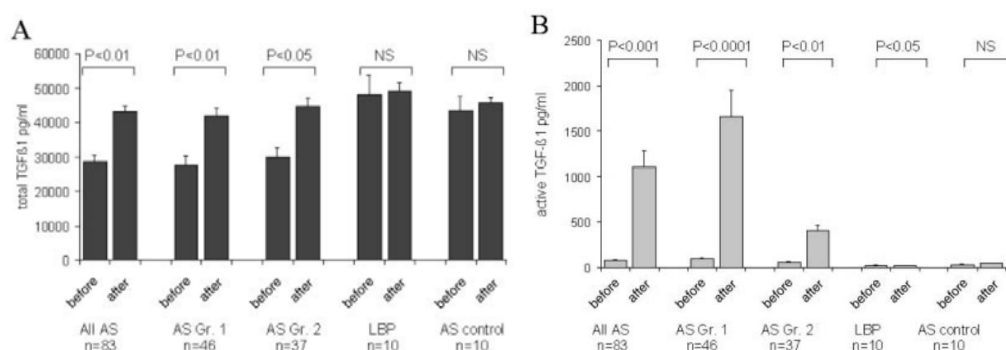 A
P<0.01 P<0.01 P<0.05 NS NS
total TGFß1 pg/ml
60000
50000
40000
30000
20000
10000
0
before after before after before after before after before after
All AS AS Gr. 1 AS Gr. 2 LBP AS control
n=83 n=46 n=37 n=10 n=10
B
P<0.001 P<0.0001 P<0.01 P<0.05 NS
active TGF-ß1 pg/ml
2500
2000
1500
1000
500
0
before after before after before after before after before after
All AS AS Gr. 1 AS Gr. 2 LBP AS control
n=83 n=46 n=37 n=10 n=10